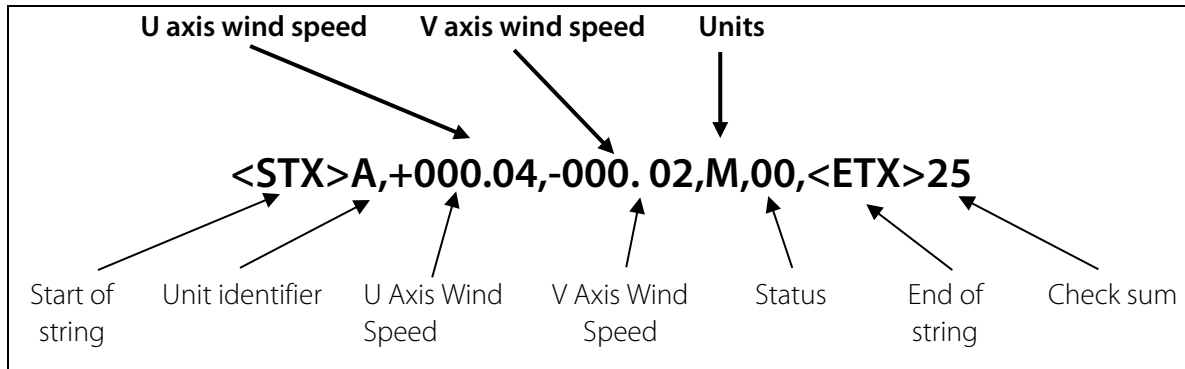 U axis wind speed V axis wind speed Units
<STX>A,+000.04,-000. 02,M,00,<ETX>25
Start of string
Unit identifier
U Axis Wind Speed
V Axis Wind Speed
Status
End of string
Check sum